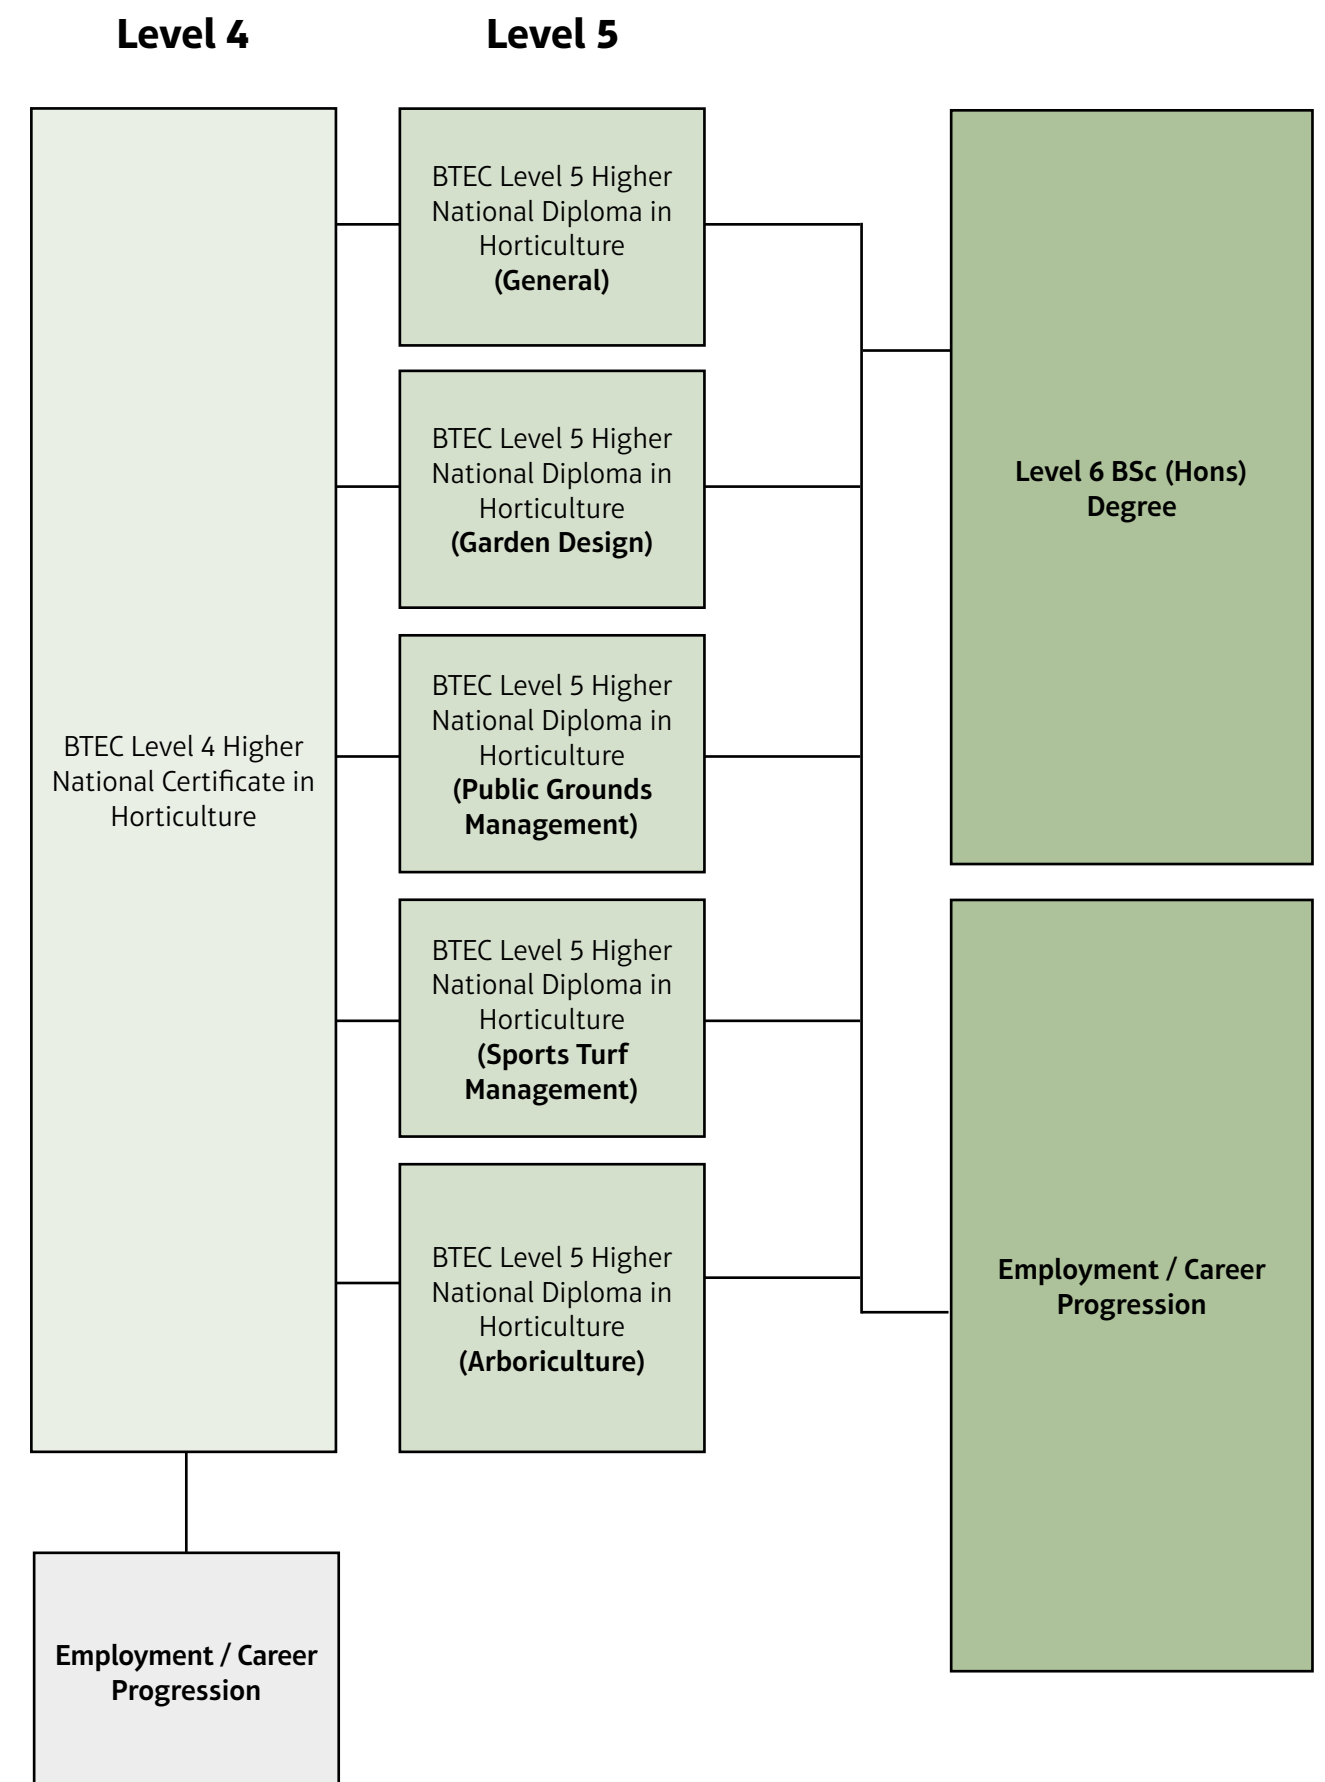 Level 4
Level 5
BTEC Level 4 Higher
National Certificate in
Horticulture
Employment / Career
Progression
BTEC Level 5 Higher
National Diploma in
Horticulture
(General)
BTEC Level 5 Higher
National Diploma in
Horticulture
(Garden Design)
BTEC Level 5 Higher
National Diploma in
Horticulture
(Public Grounds
Management)
BTEC Level 5 Higher
National Diploma in
Horticulture
(Sports Turf
Management)
BTEC Level 5 Higher
National Diploma in
Horticulture
(Arboriculture)
Level 6 BSc (Hons)
Degree
Employment / Career
Progression